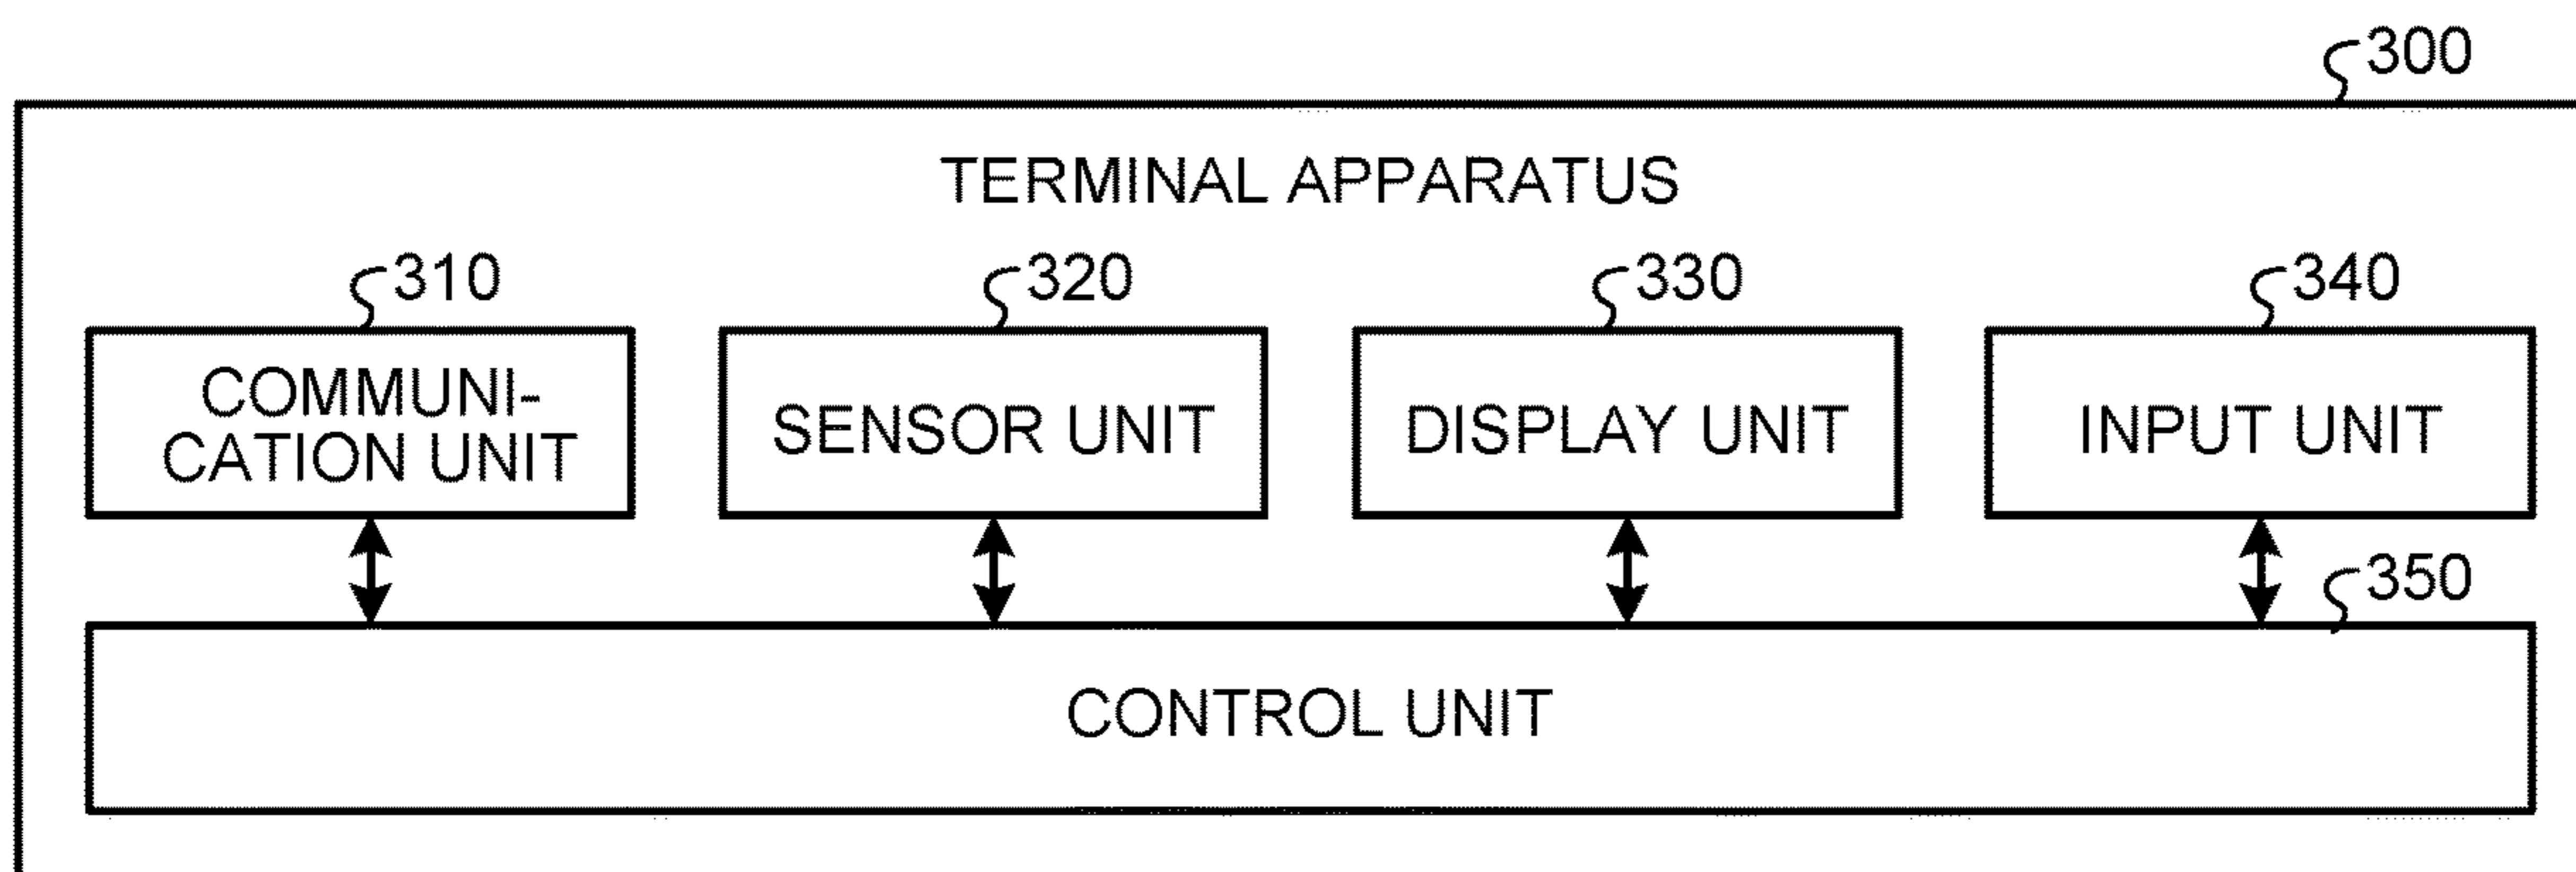 300
TERMINAL APPARATUS
310
320
330
340
COMMUNI-
CATION UNIT
SENSOR UNIT
DISPLAY UNIT
INPUT UNIT
350
CONTROL UNIT